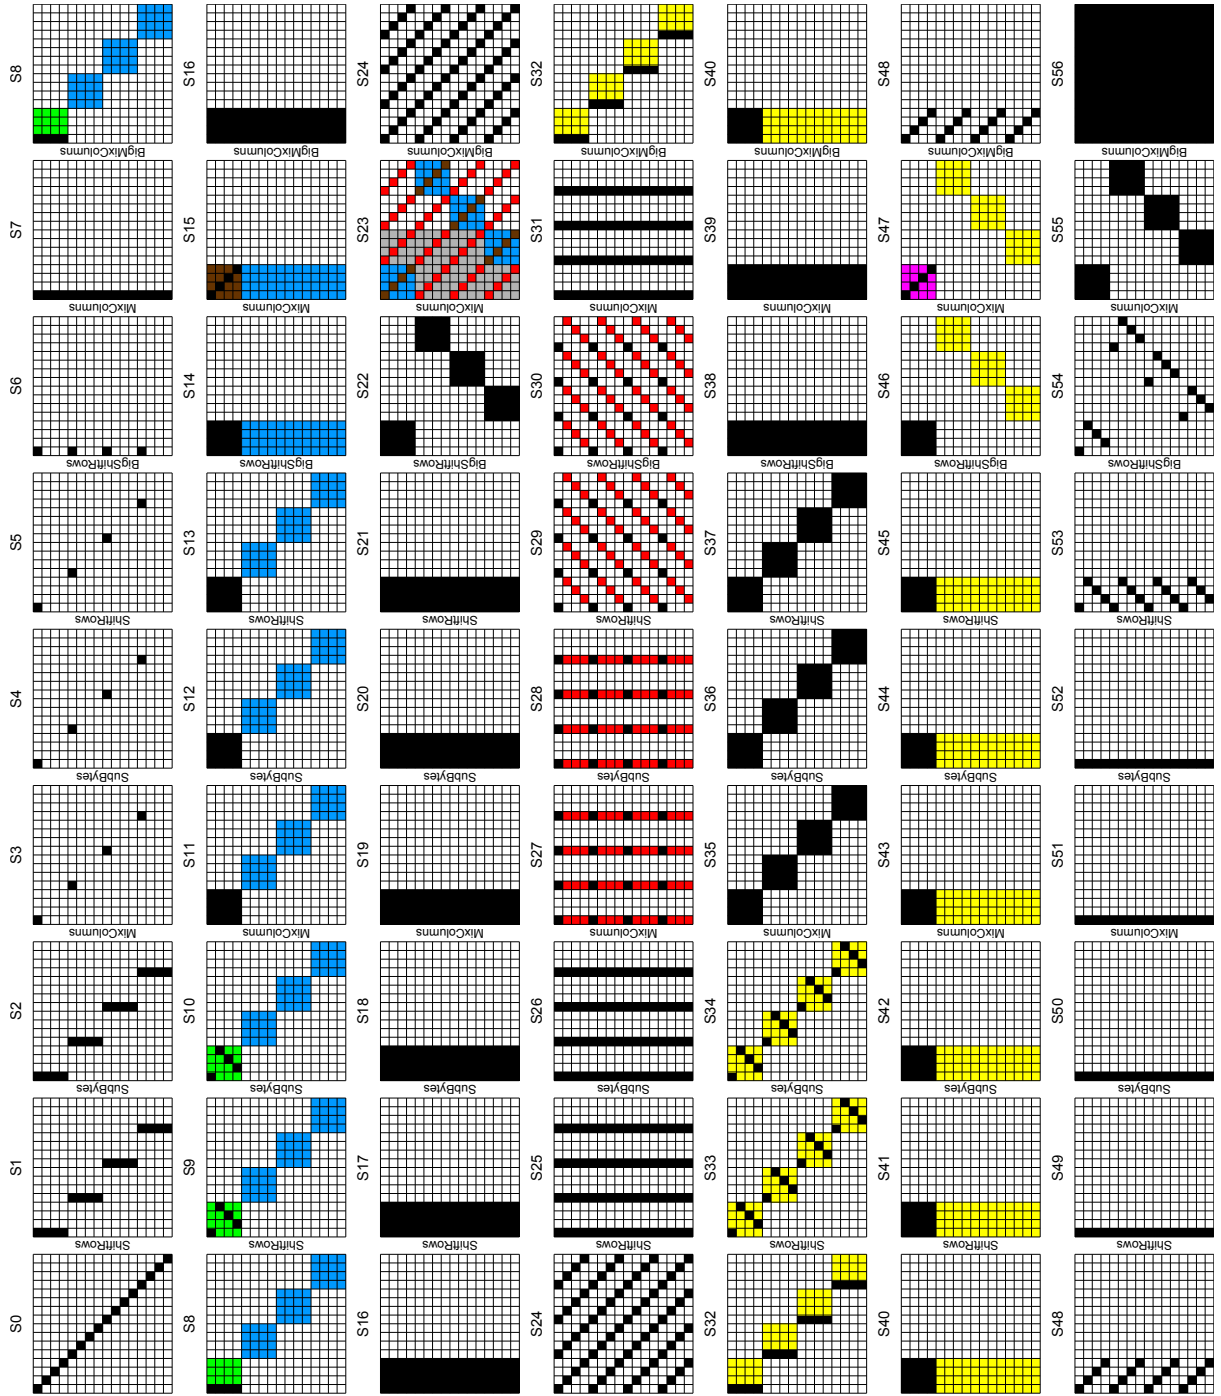 S0
ShiftRows
S1
SubBytes
S2
MixColumns
S3
SubBytes
S4
ShiftRows
S5
BigShiftRows
S6
MixColumns
S7
BigMixColumns
S8
S8
ShiftRows
S9
SubBytes
S10
MixColumns
S11
SubBytes
S12
ShiftRows
S13
BigShiftRows
S14
MixColumns
S15
BigMixColumns
S16
S16
ShiftRows
S17
SubBytes
S18
MixColumns
S19
SubBytes
S20
ShiftRows
S21
BigShiftRows
S22
MixColumns
S23
BigMixColumns
S24
S24
ShiftRows
S25
SubBytes
S26
MixColumns
S27
SubBytes
S28
ShiftRows
S29
BigShiftRows
S30
MixColumns
S31
BigMixColumns
S32
S32
ShiftRows
S33
SubBytes
S34
MixColumns
S35
SubBytes
S36
ShiftRows
S37
BigShiftRows
S38
MixColumns
S39
BigMixColumns
S40
S40
ShiftRows
S41
SubBytes
S42
MixColumns
S43
SubBytes
S44
ShiftRows
S45
BigShiftRows
S46
MixColumns
S47
BigMixColumns
S48
S48
ShiftRows
S49
SubBytes
S50
MixColumns
S51
SubBytes
S52
ShiftRows
S53
BigShiftRows
S54
MixColumns
S55
BigMixColumns
S56